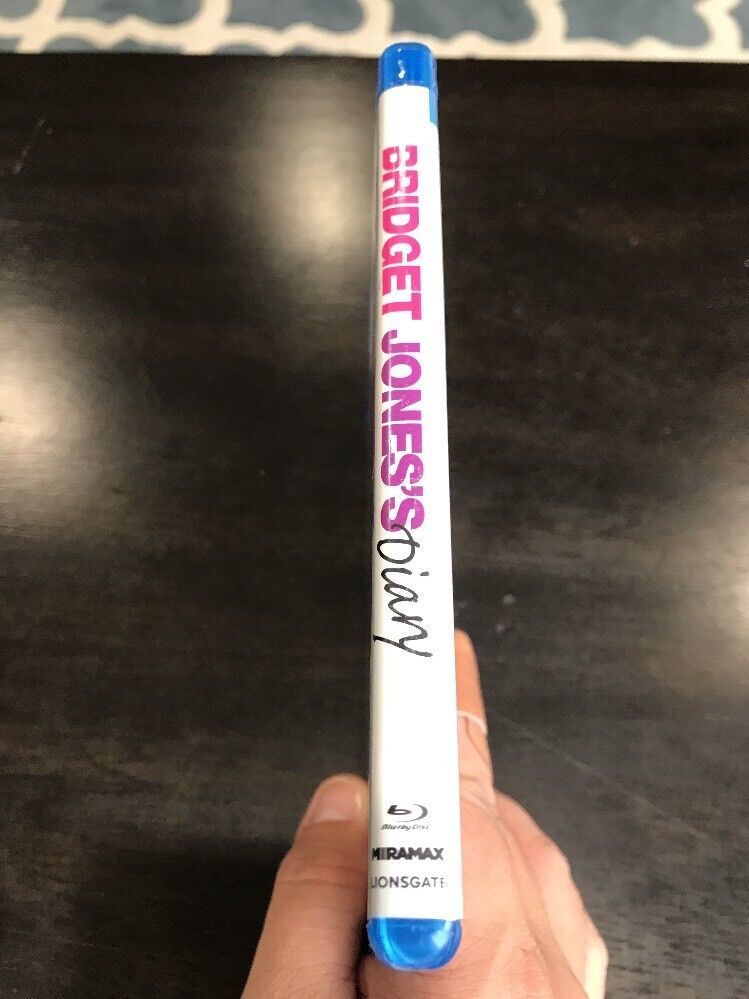 BRIDGET JONES'S Diary
Blu-ray Disc
MIRAMAX
LIONSGATE